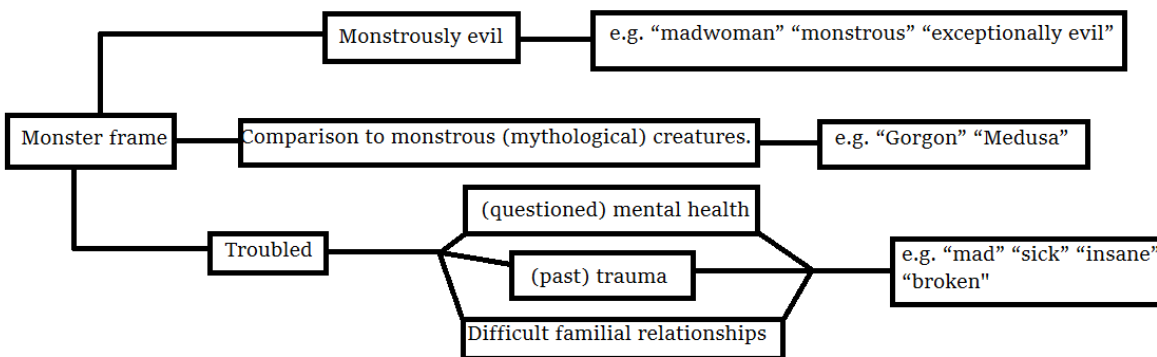 Monstrously evil
e.g. “madwoman” “monstrous” “exceptionally evil”
Monster frame
Comparison to monstrous (mythological) creatures.
e.g. “Gorgon” “Medusa”
Troubled
(questioned) mental health
(past) trauma
Difficult familial relationships
e.g. “mad” “sick” “insane”
“broken"